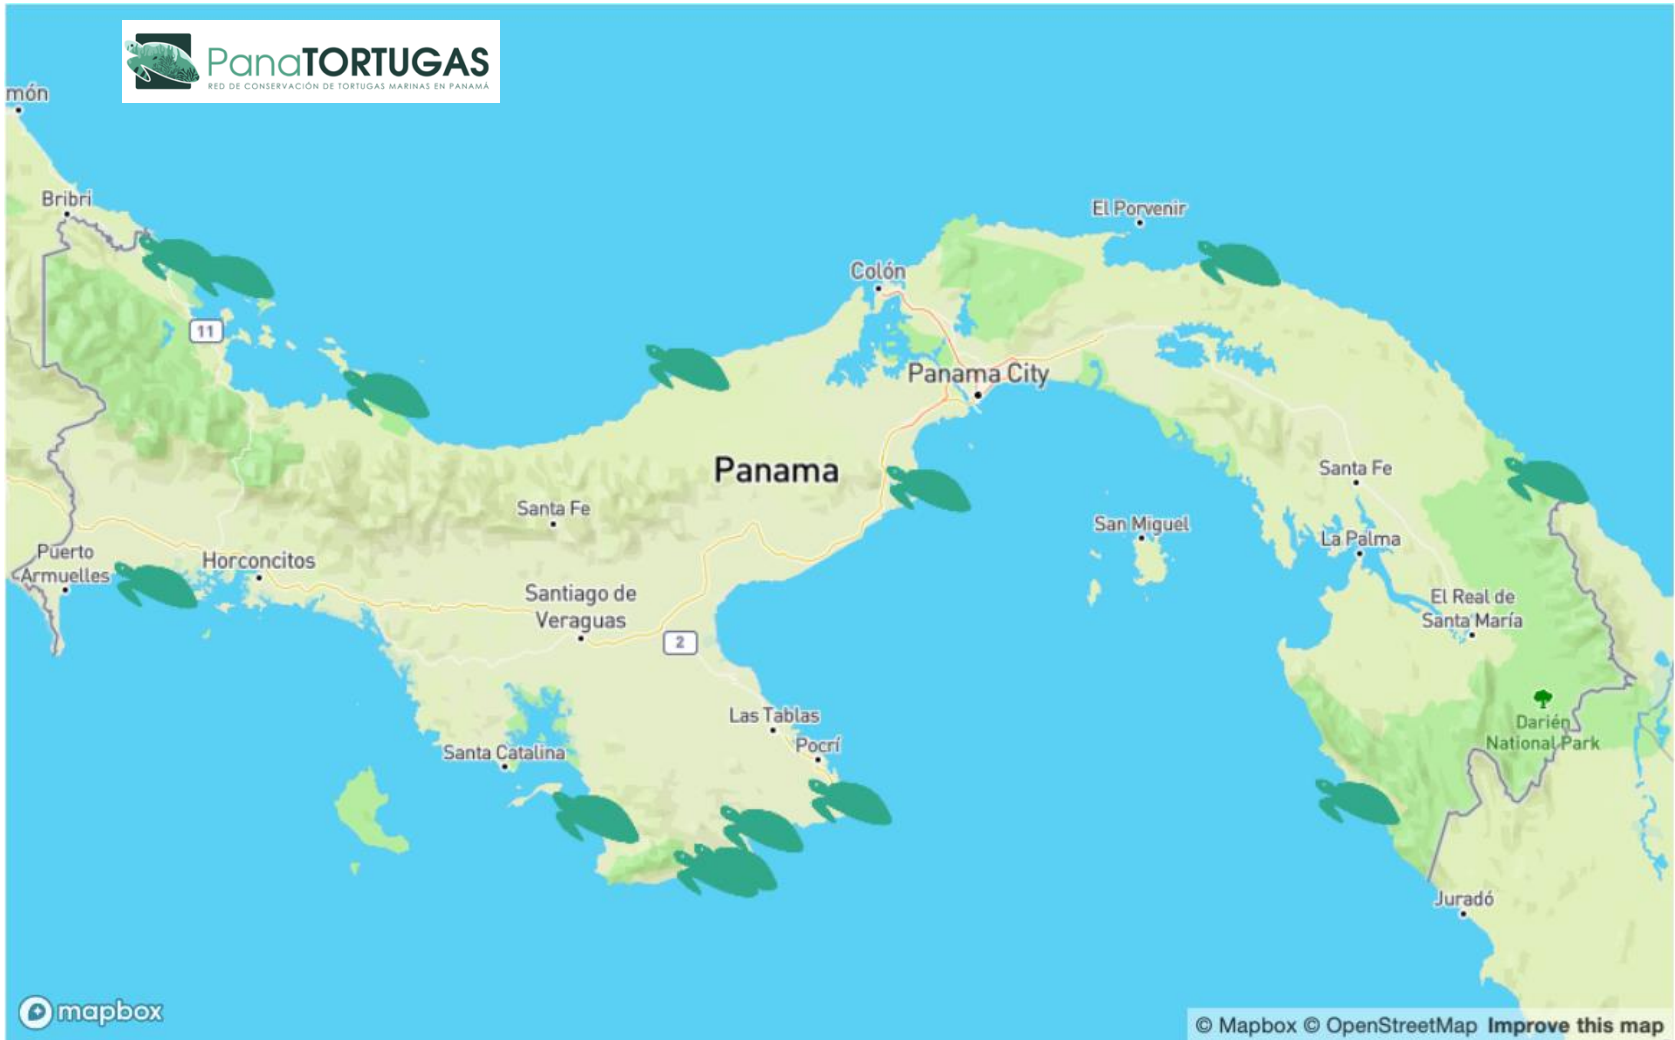 PanaTORTUGAS
RED DE CONSERVACIÓN DE TORTUGAS MARINAS EN PANAMÁ
món
Bribri
El Porvenir
Colón
11
Panama City
Panama
Santa Fe
Santa Fe
San Miguel
La Palma
Puerto
Armuelles
Horconcitos
Santiago de
Veraguas
El Real de
Santa María
2
Las Tablas
Pocrí
Santa Catalina
Darién
National Park
Juradó
mapbox
© Mapbox © OpenStreetMap Improve this map